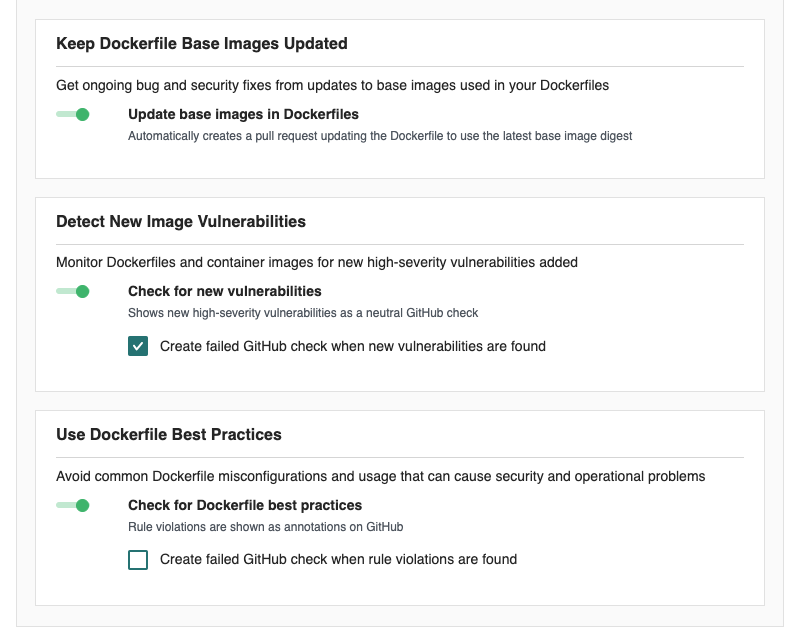 Keep Dockerfile Base Images Updated
Get ongoing bug and security fixes from updates to base images used in your Dockerfiles
Update base images in Dockerfiles
Automatically creates a pull request updating the Dockerfile to use the latest base image digest
Detect New Image Vulnerabilities
Monitor Dockerfiles and container images for new high-severity vulnerabilities added
Check for new vulnerabilities
Shows new high-severity vulnerabilities as a neutral GitHub check
Create failed GitHub check when new vulnerabilities are found
Use Dockerfile Best Practices
Avoid common Dockerfile misconfigurations and usage that can cause security and operational problems
Check for Dockerfile best practices
Rule violations are shown as annotations on GitHub
Create failed GitHub check when rule violations are found